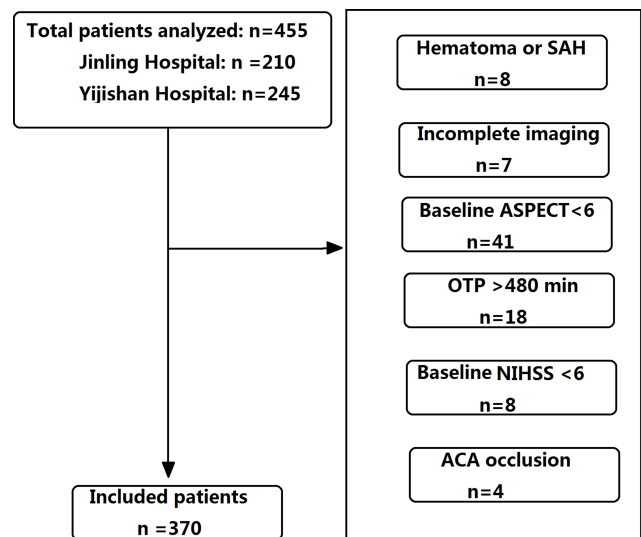 Total patients analyzed: n=455
Jinling Hospital: n =210
Yijishan Hospital: n=245
Hematoma or SAH
n=8
Incomplete imaging
n=7
Baseline ASPECT<6
n=41
OTP >480 min
n=18
Baseline NIHSS <6
n=8
ACA occlusion
n=4
Included patients
n =370